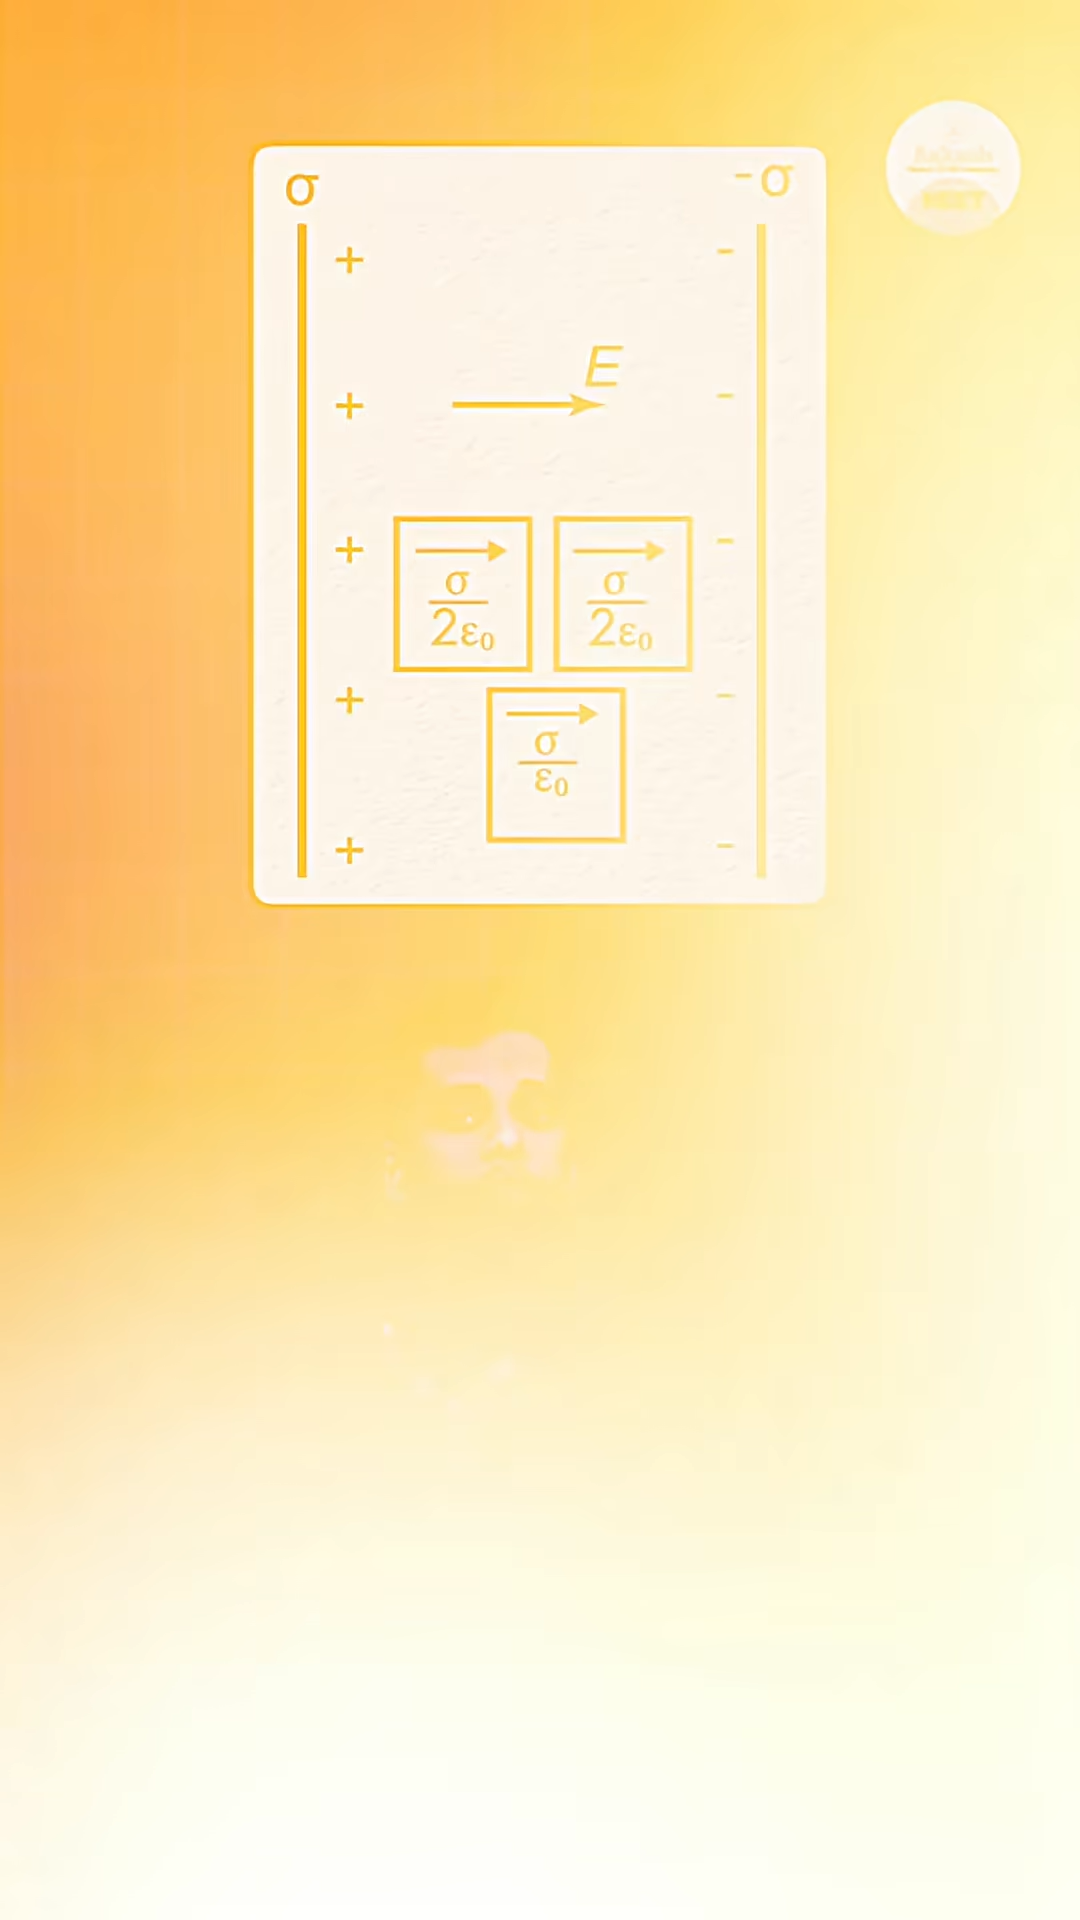 σ -σ
+ -
E
+ -
+ -
σ/2ε₀ σ/2ε₀
+ -
σ/ε₀
+ -